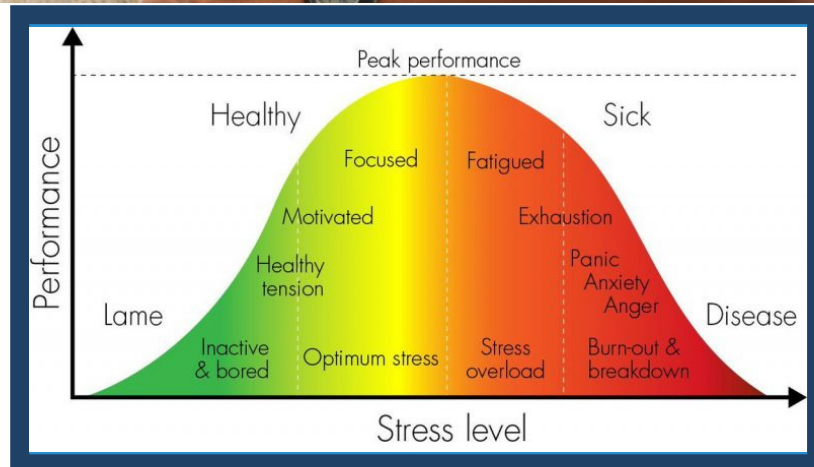 Peak performance
Healthy
Sick
Focused
Fatigued
Motivated
Exhaustion
Healthy
tension
Panic
Anxiety
Anger
Lame
Disease
Inactive
& bored
Optimum stress
Stress
overload
Burn-out &
breakdown
Performance
Stress level